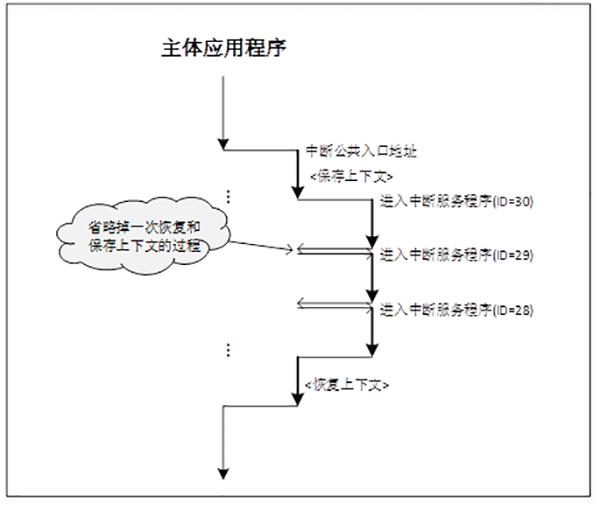 主体应用程序
中断公共入口地址
<保存上下文>
进入中断服务程序(ID=30)
省略掉一次恢复和
保存上下文的过程
进入中断服务程序(ID=29)
进入中断服务程序(ID=28)
<恢复上下文>